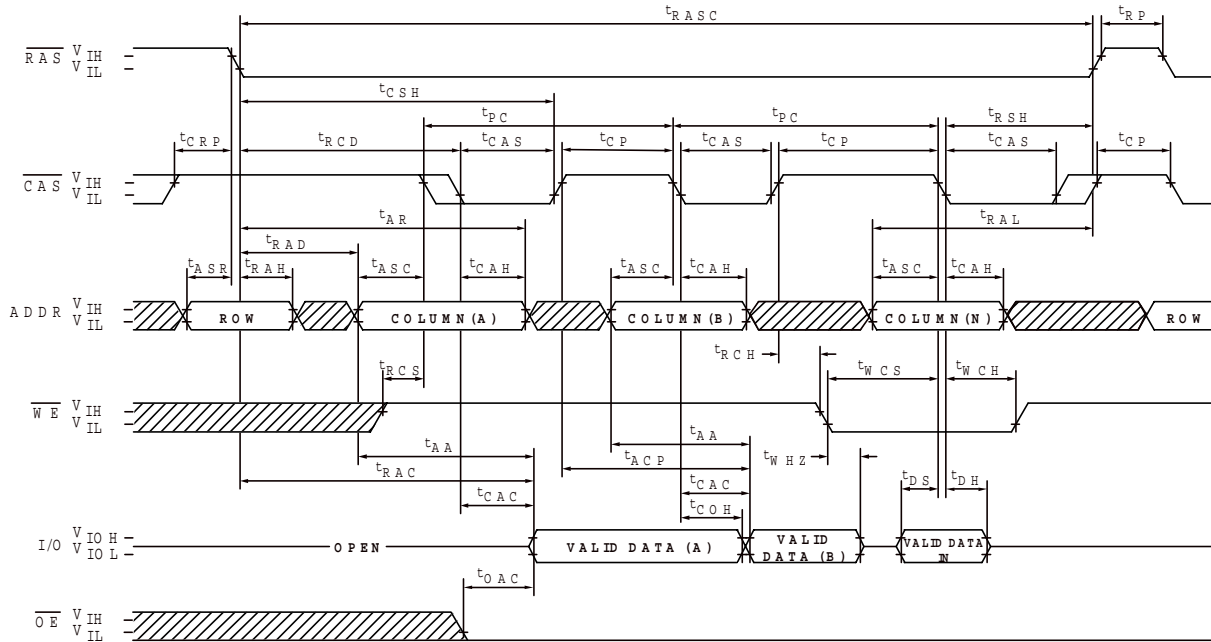 tRASC tRP
RAS VIH VIL
tCSH
tPC tPC tRSH
tCRP tRCD tCAS tCP tCAS tCP tCAS tCP
CAS VIH VIL
tAR tRAL
tRAD
tASR tRAH tASC tCAH tASC tCAH tASC tCAH
ADDR VIH VIL ROW COLUMN(A) COLUMN(B) COLUMN(N) ROW
tRCH
tRCS tWCS tWCH
WE VIH VIL
tAA tAA
tRAC tACP tWHZ
tCAC tCAC tDS tDH
tCOH
I/O VIOH VIOL OPEN VALID DATA (A) VALID DATA (B) VALID DATA IN
tOAC
OE VIH VIL